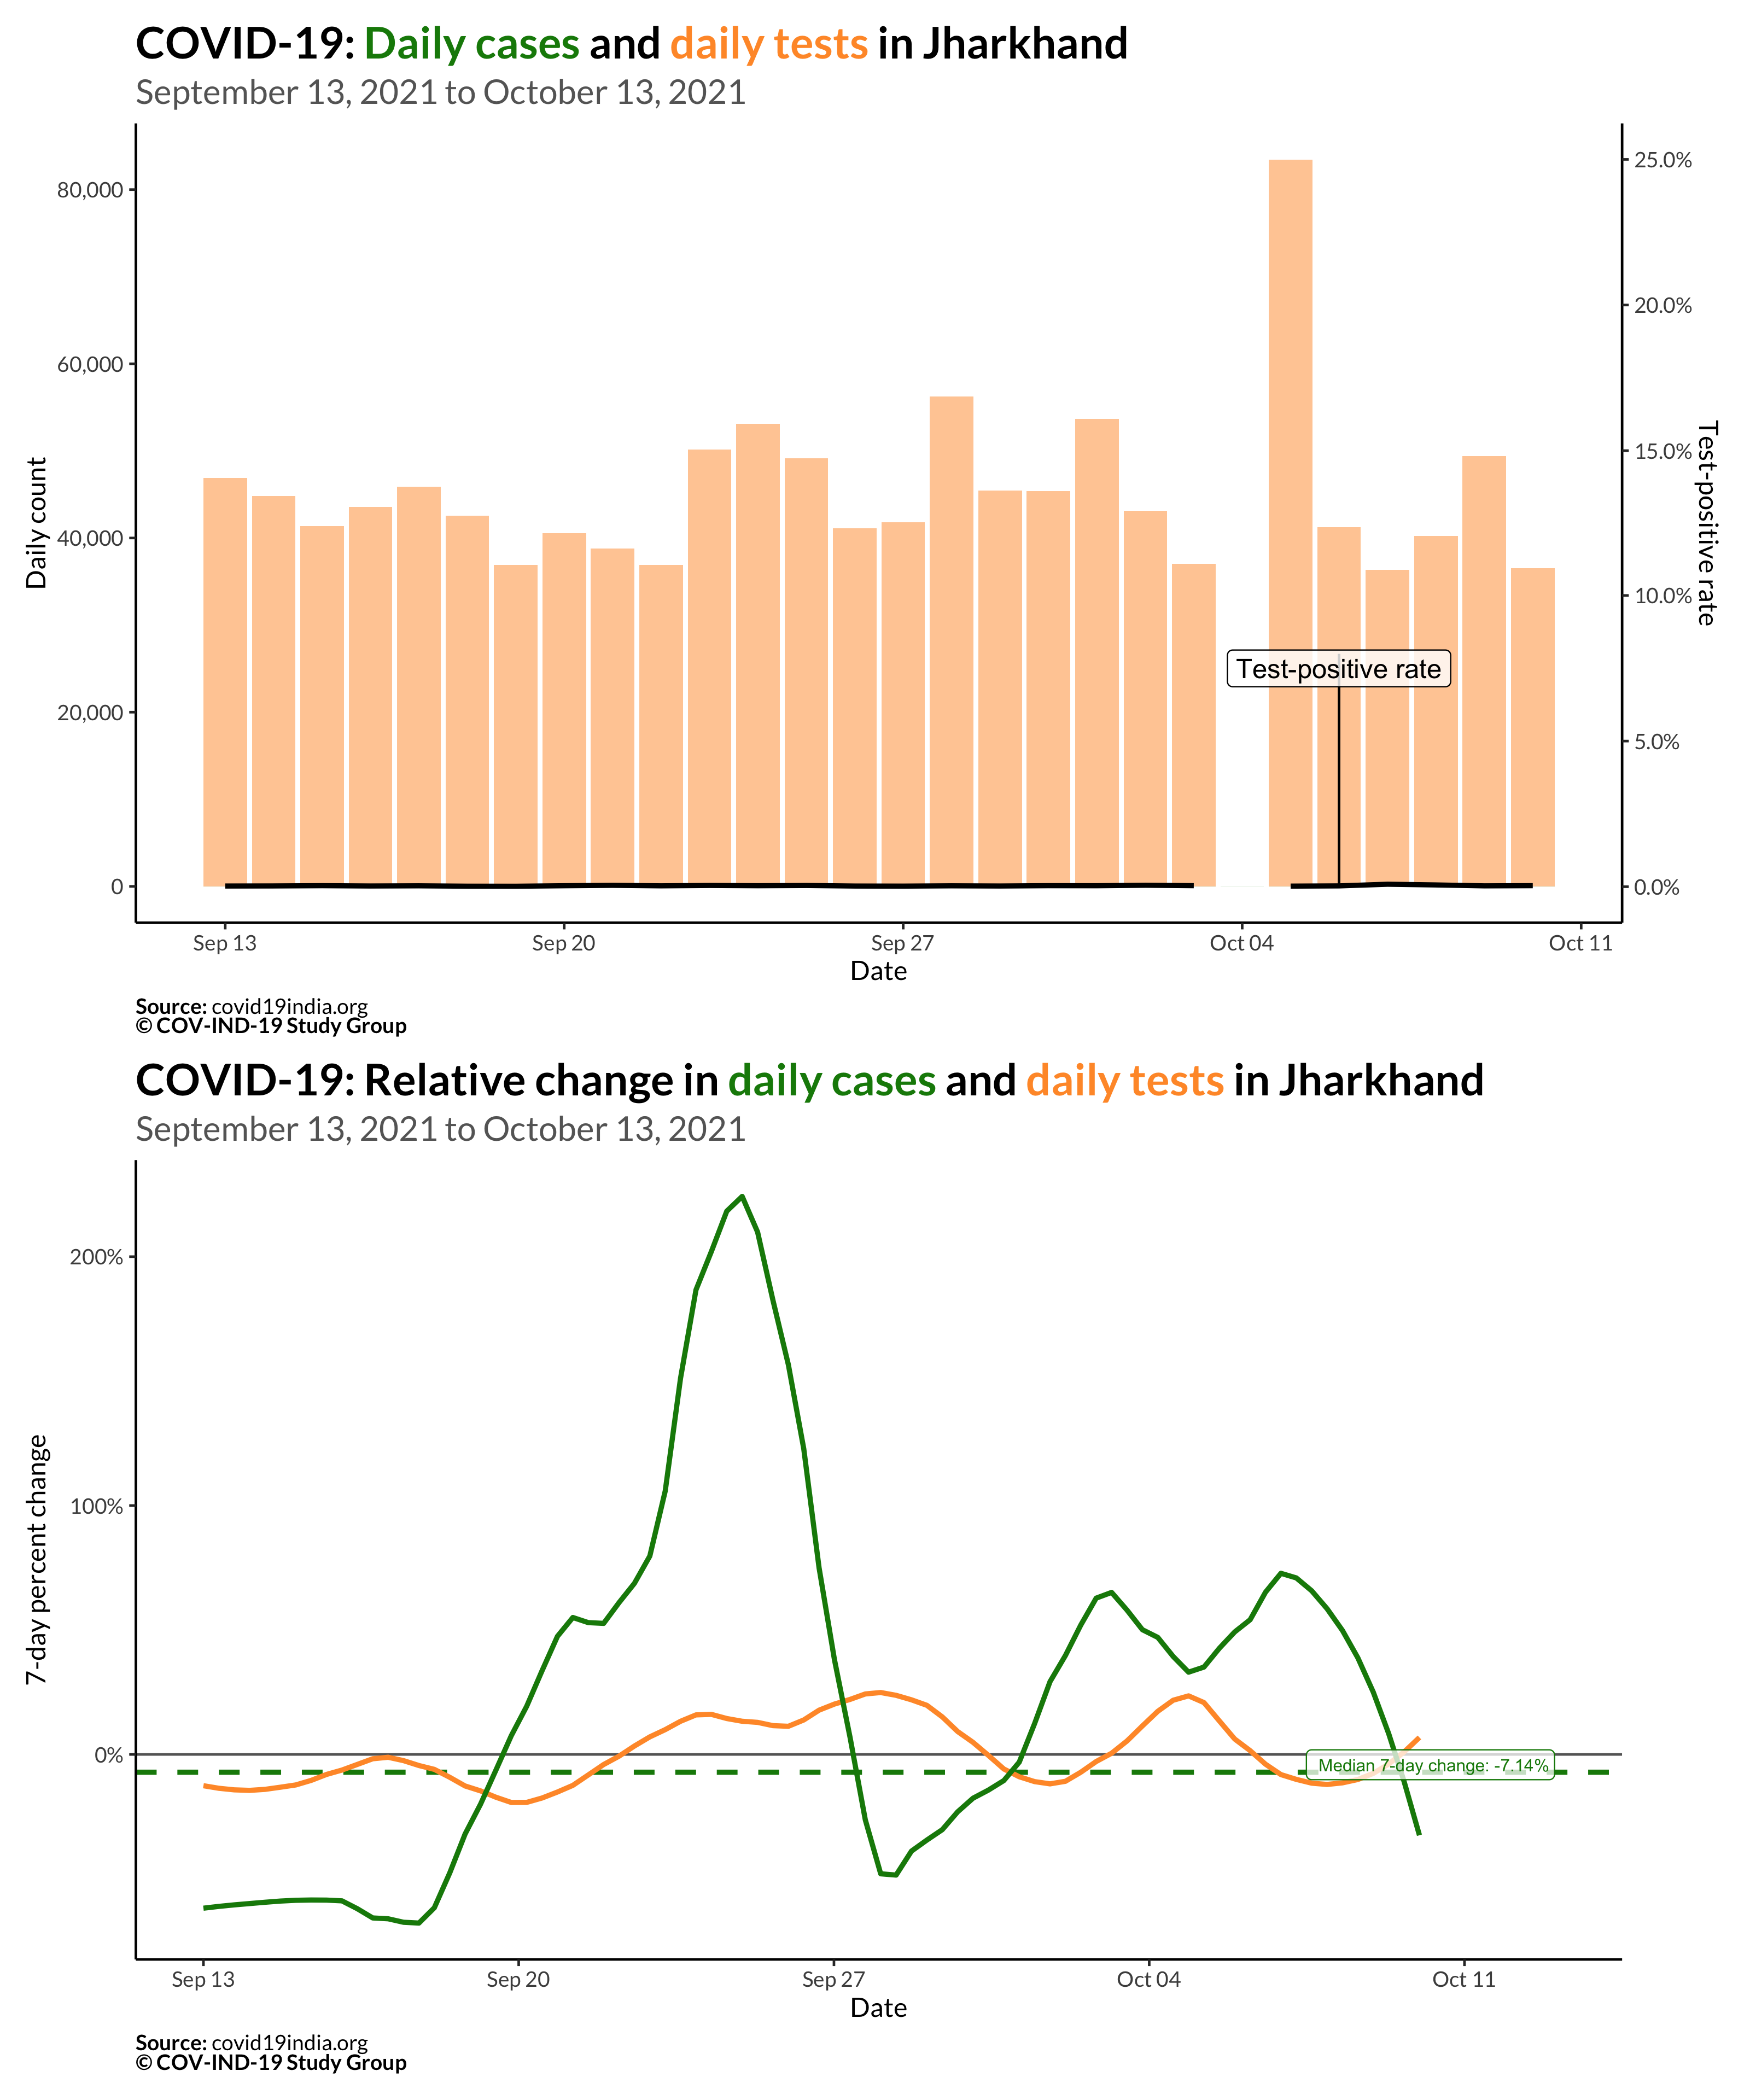 COVID-19: Daily cases and daily tests in Jharkhand
September 13, 2021 to October 13, 2021
Daily count
80,000
60,000
40,000
20,000
0
25.0%
20.0%
15.0%
10.0%
5.0%
0.0%
Test-positive rate
Test-positive rate
Sep 13
Sep 20
Sep 27
Oct 04
Oct 11
Date
Source: covid19india.org
© COV-IND-19 Study Group
COVID-19: Relative change in daily cases and daily tests in Jharkhand
September 13, 2021 to October 13, 2021
7-day percent change
200%
100%
0%
Median 7-day change: -7.14%
Sep 13
Sep 20
Sep 27
Oct 04
Oct 11
Date
Source: covid19india.org
© COV-IND-19 Study Group